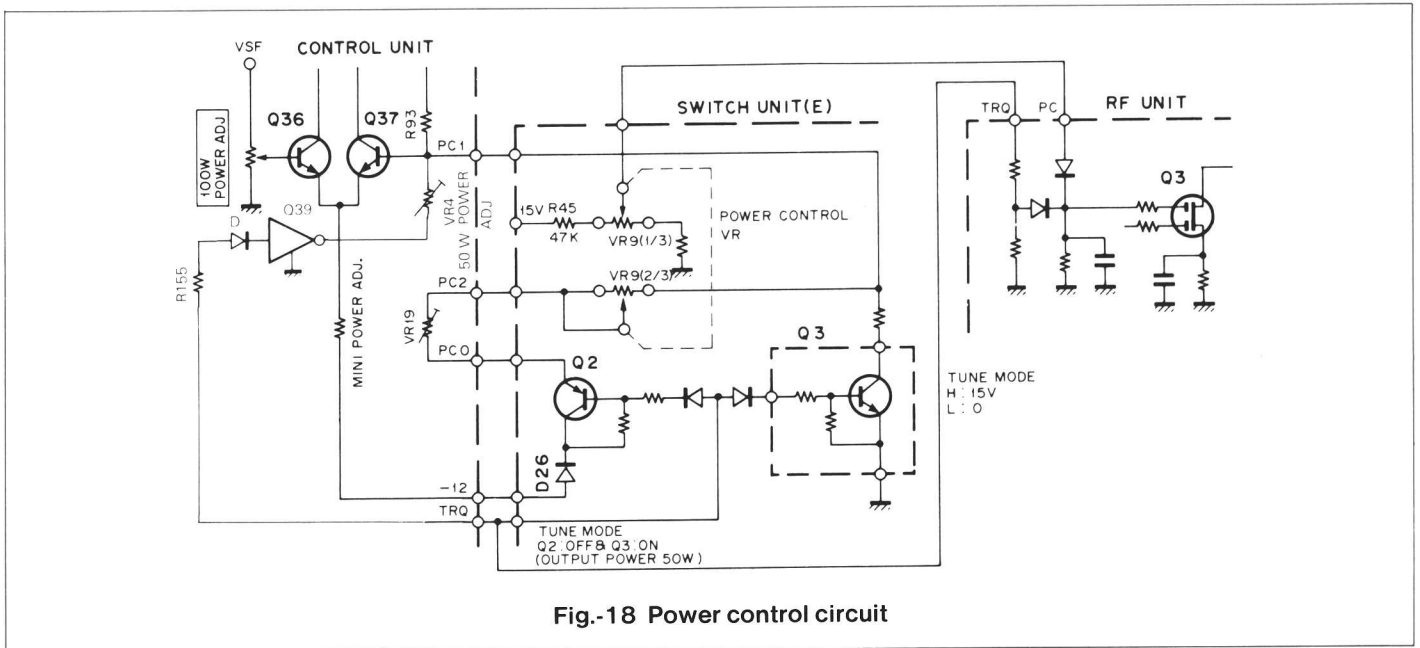 VSF
CONTROL UNIT
Q36
Q37
R93
100W
POWER ADJ
PC1
D
Q39
VR4
50W POWER
ADJ
R155
MINI POWER ADJ.
PC2
VR19
PC0
-12
TRQ
SWITCH UNIT(E)
15V
R45
47K
VR9(1/3)
POWER CONTROL
VR
VR9(2/3)
Q2
Q3
D26
TUNE MODE
Q2:OFF& Q3:ON
(OUTPUT POWER 50W)
TRQ
PC
RF UNIT
Q3
TUNE MODE
H:15V
L:0
Fig.-18 Power control circuit